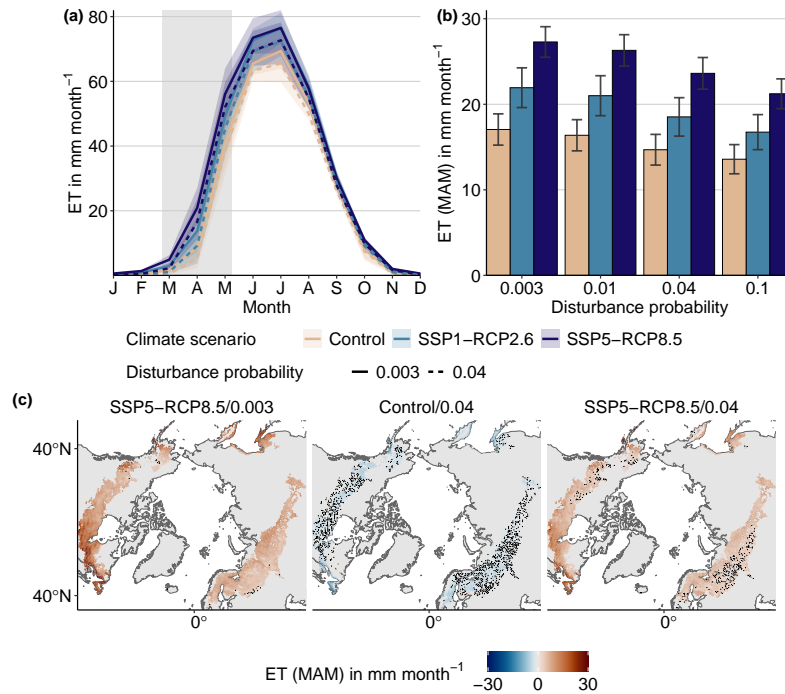 (a)
ET in mm month⁻¹
80
60
40
20
J F M A M J J A S O N D
Month
(b)
ET (MAM) in mm month⁻¹
30
20
10
0
0.003 0.01 0.04 0.1
Disturbance probability
Climate scenario Control SSP1−RCP2.6 SSP5−RCP8.5
Disturbance probability 0.003 0.04
(c)
SSP5−RCP8.5/0.003 Control/0.04 SSP5−RCP8.5/0.04
40°N 40°N
40°N 40°N
0° 0°
ET (MAM) in mm month⁻¹
−30 0 30